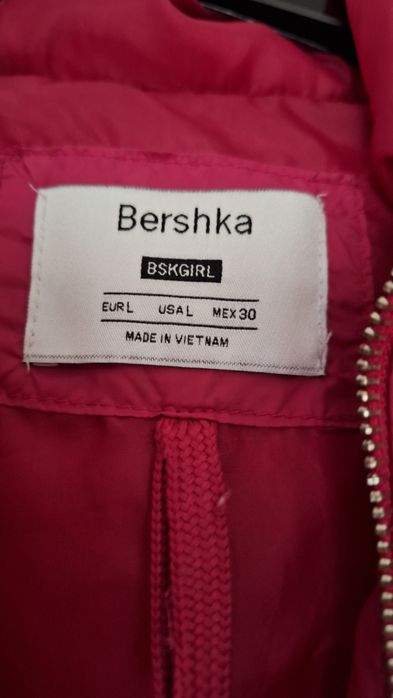 Bershka
BSKGIRL
EUR L USA L MEX 30
MADE IN VIETNAM